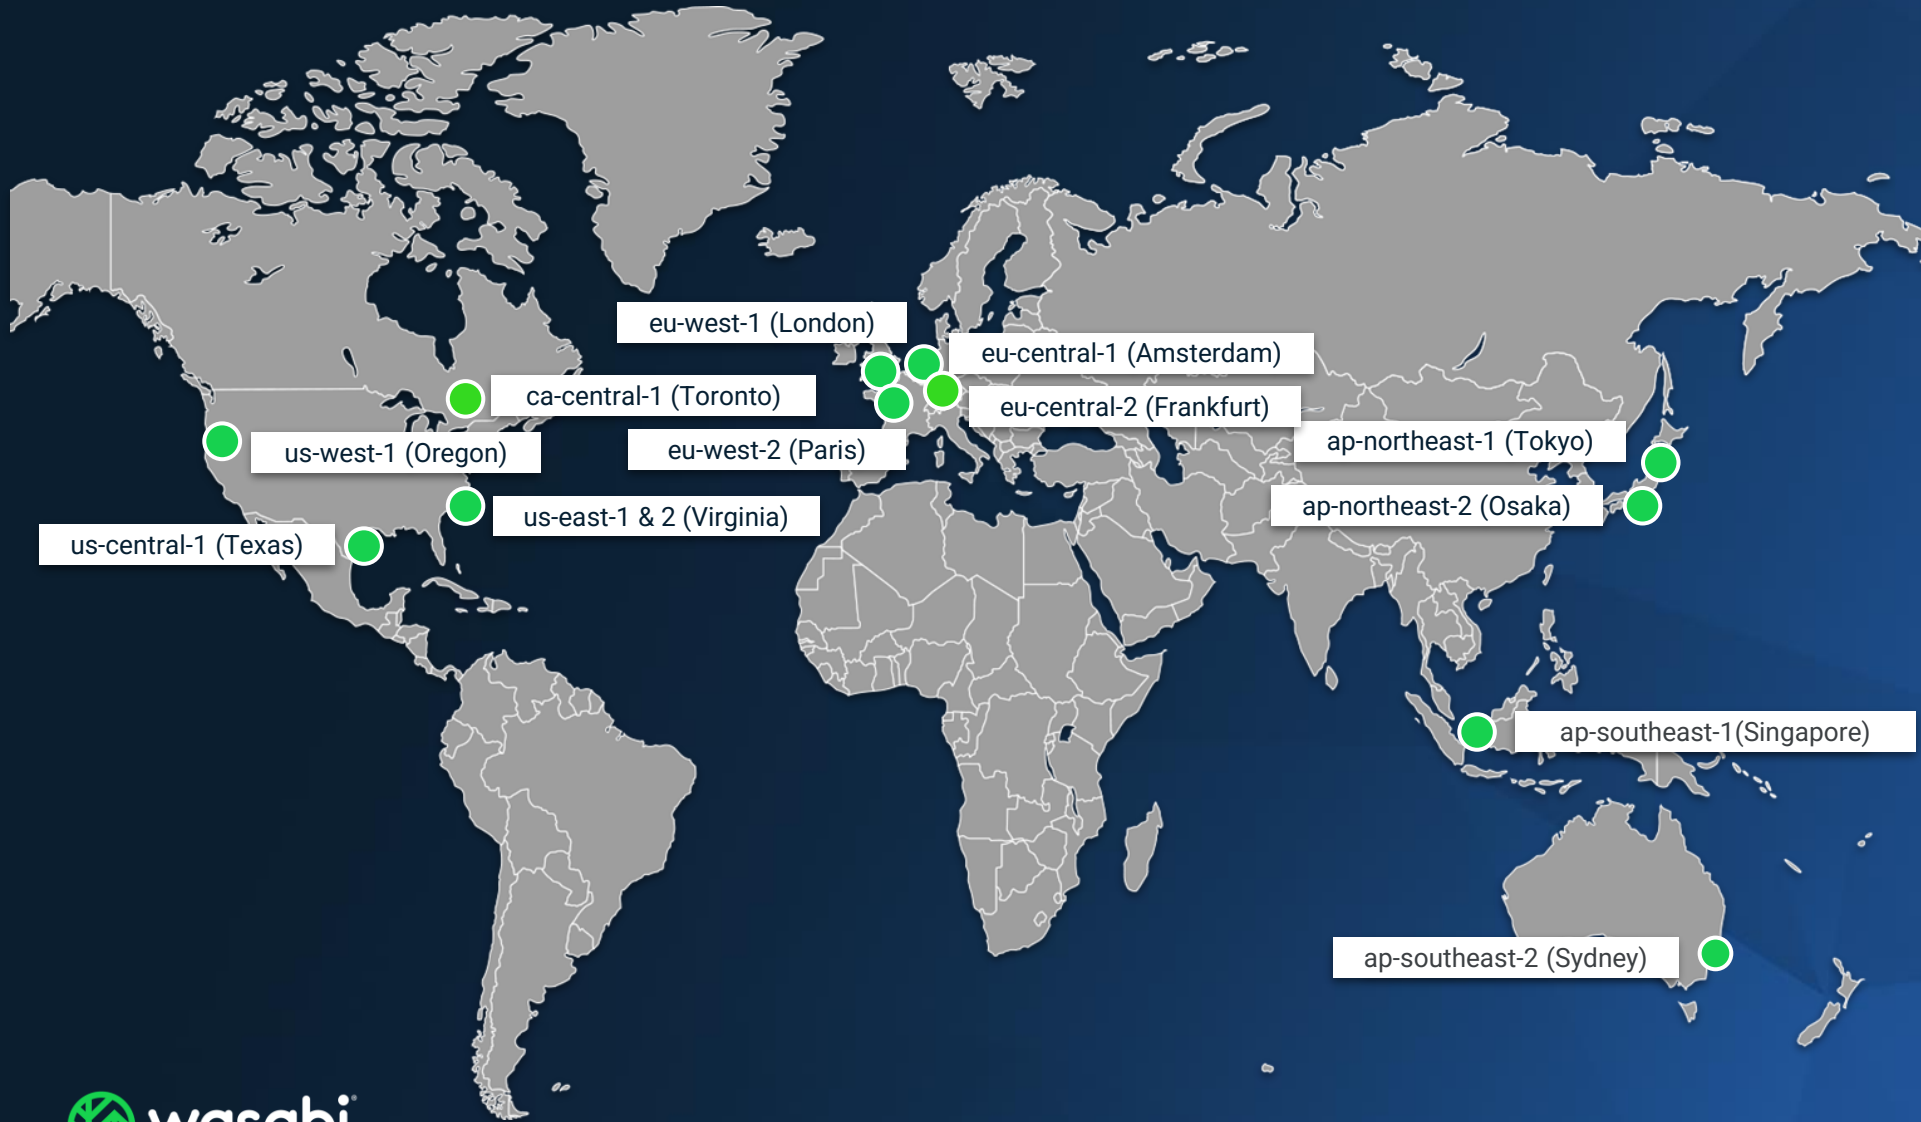 eu-west-1 (London)
eu-central-1 (Amsterdam)
ca-central-1 (Toronto)
eu-central-2 (Frankfurt)
us-west-1 (Oregon)
eu-west-2 (Paris)
ap-northeast-1 (Tokyo)
us-east-1 & 2 (Virginia)
ap-northeast-2 (Osaka)
us-central-1 (Texas)
ap-southeast-1(Singapore)
ap-southeast-2 (Sydney)
wasabi